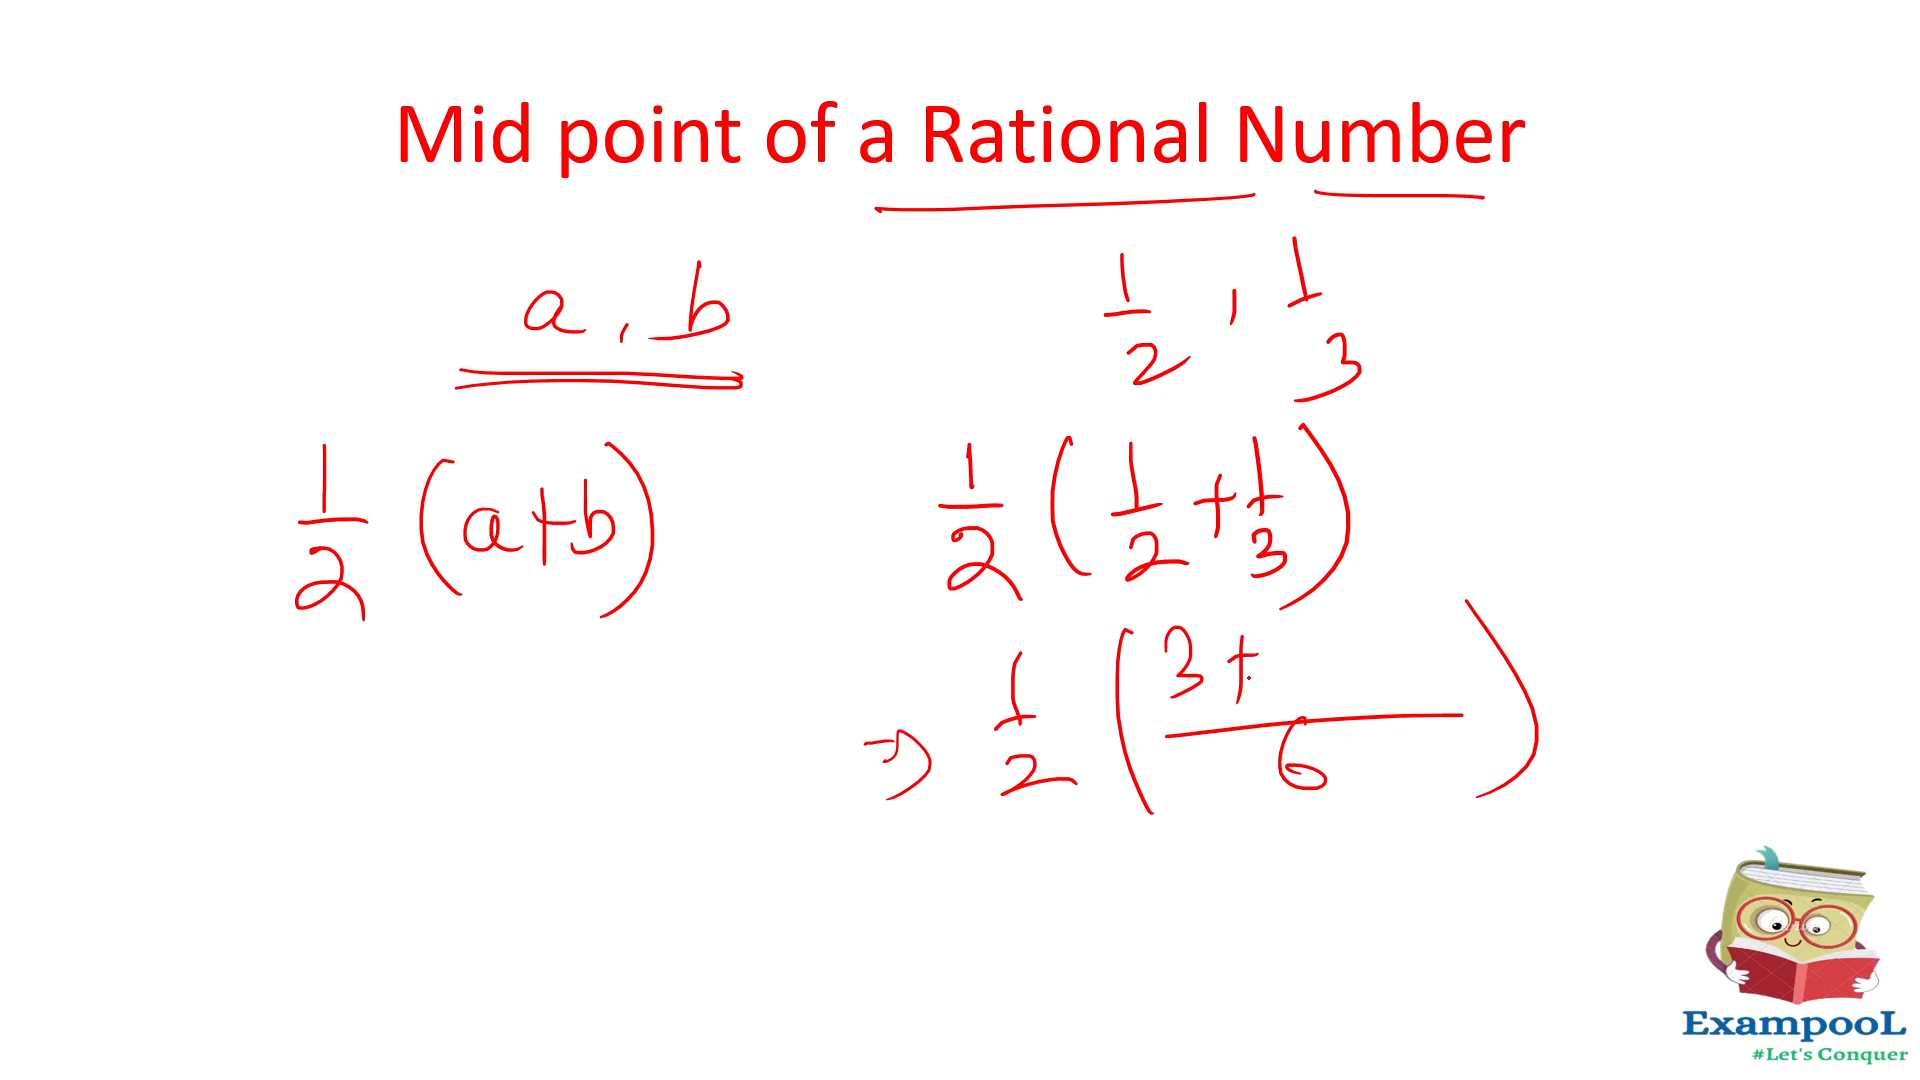 Mid point of a Rational Number
a, b
1/2 , 1/3
1/2 (a+b)
1/2 (1/2 + 1/3)
⇒ 1/2 (3+ / 6)
ExampooL
#Let's Conquer